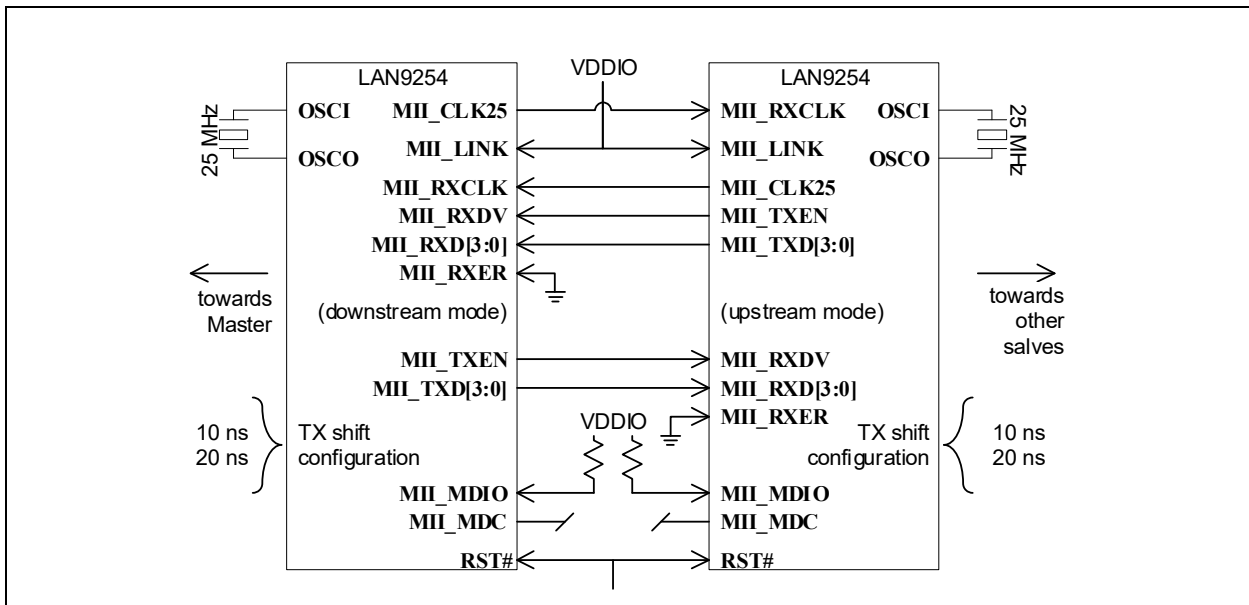 LAN9254
VDDIO
LAN9254
25 MHz
OSCI
MII_CLK25
MII_RXCLK
OSCI
25 MHz
OSCO
MII_LINK
MII_LINK
OSCO
MII_RXCLK
MII_CLK25
MII_RXDV
MII_TXEN
MII_RXD[3:0]
MII_TXD[3:0]
MII_RXER
towards
Master
(downstream mode)
(upstream mode)
towards
other
salves
MII_TXEN
MII_RXDV
MII_TXD[3:0]
MII_RXD[3:0]
MII_RXER
10 ns
20 ns
TX shift
configuration
VDDIO
TX shift
configuration
10 ns
20 ns
MII_MDIO
MII_MDIO
MII_MDC
MII_MDC
RST#
RST#